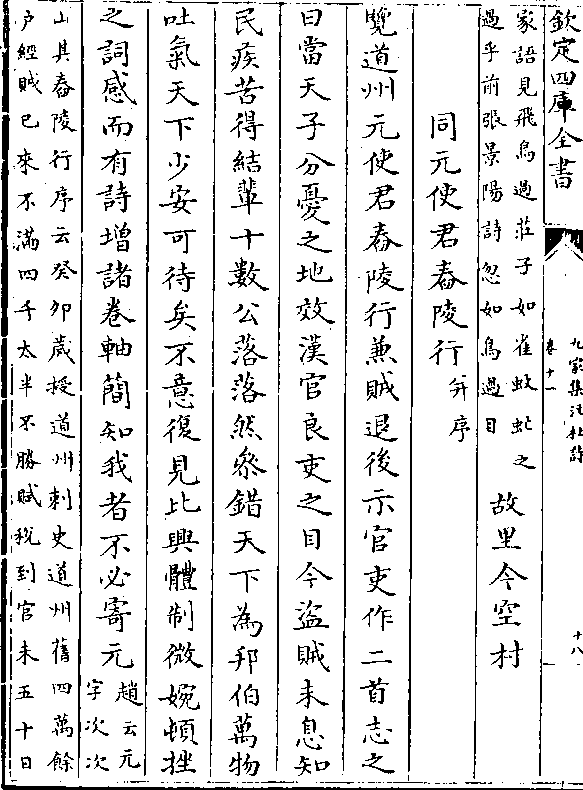 欽定四庫全書
九家集注杜詩
卷十一
十八
家語見飛鳥過莊子如雀蚊虻之
過乎前張景陽詩忽如鳥過目
故里今空村
同元使君舂陵行并序
覽道州元使君舂陵行兼賊退後示官吏作二首志之
曰當天子分憂之地效漢官良吏之目今盜賊未息知
民疾苦得結輩十數公落落然參錯天下為邦伯萬物
吐氣天下少安可待矣不意復見比興體制微婉頓挫
之詞感而有詩增諸卷軸簡知我者不必寄元
趙云元
字次次
山其舂陵行序云癸卯歲授道州刺史道州舊四萬餘
户經賊已來不滿四千太半不勝賦稅到官未五十日